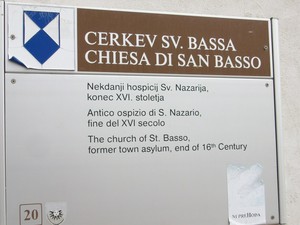 CERKEV SV. BASSA
CHIESA DI SAN BASSO
Nekdanji hospicij Sv. Nazarija,
konec XVI. stoletja
Antico ospizio di S. Nazario,
fine del XVI secolo
The church of St. Basso,
former town asylum, end of 16th Century
20